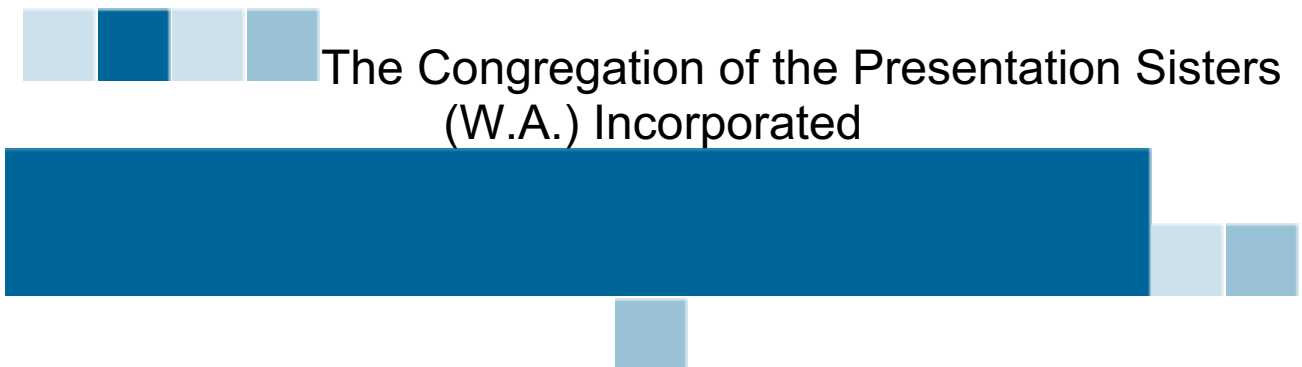 The Congregation of the Presentation Sisters
(W.A.) Incorporated